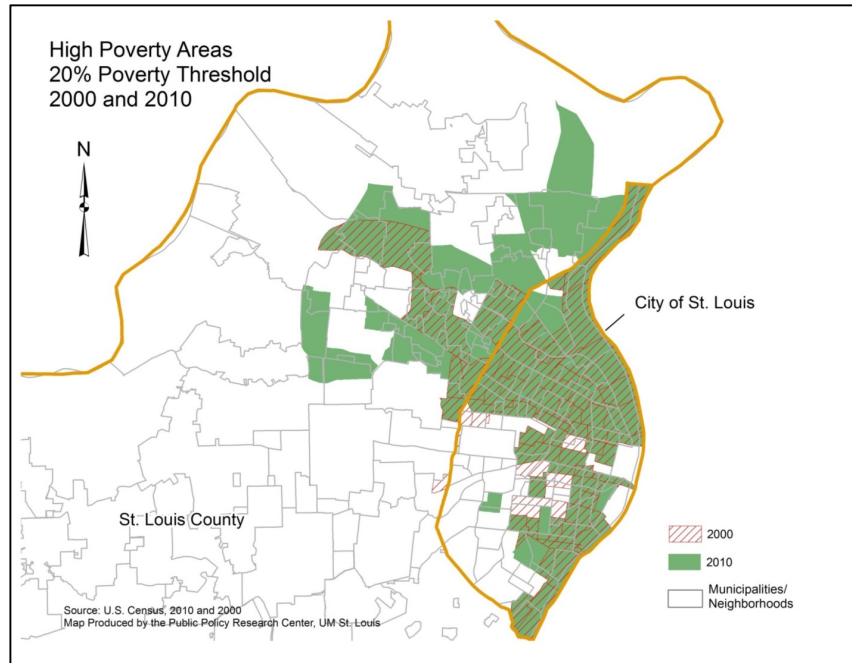 High Poverty Areas
20% Poverty Threshold
2000 and 2010
N
City of St. Louis
St. Louis County
2000
2010
Municipalities/
Neighborhoods
Source: U.S. Census, 2010 and 2000
Map Produced by the Public Policy Research Center, UM St. Louis